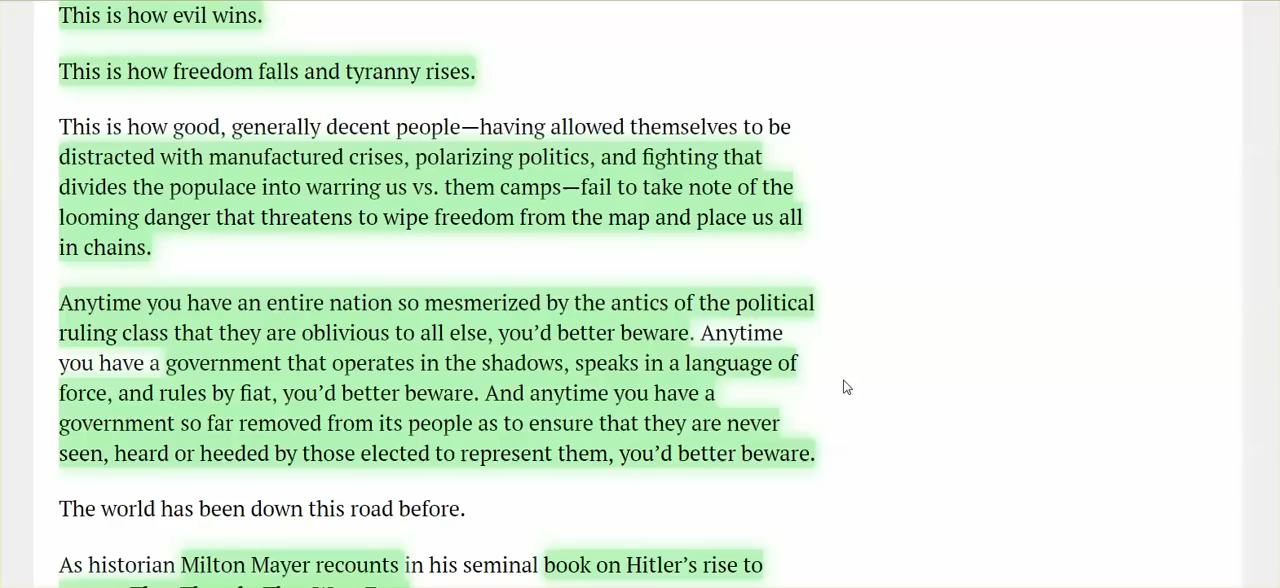 This is how evil wins.
This is how freedom falls and tyranny rises.
This is how good, generally decent people—having allowed themselves to be
distracted with manufactured crises, polarizing politics, and fighting that
divides the populace into warring us vs. them camps—fail to take note of the
looming danger that threatens to wipe freedom from the map and place us all
in chains.
Anytime you have an entire nation so mesmerized by the antics of the political
ruling class that they are oblivious to all else, you’d better beware. Anytime
you have a government that operates in the shadows, speaks in a language of
force, and rules by fiat, you’d better beware. And anytime you have a
government so far removed from its people as to ensure that they are never
seen, heard or heeded by those elected to represent them, you’d better beware.
The world has been down this road before.
As historian Milton Mayer recounts in his seminal book on Hitler’s rise to